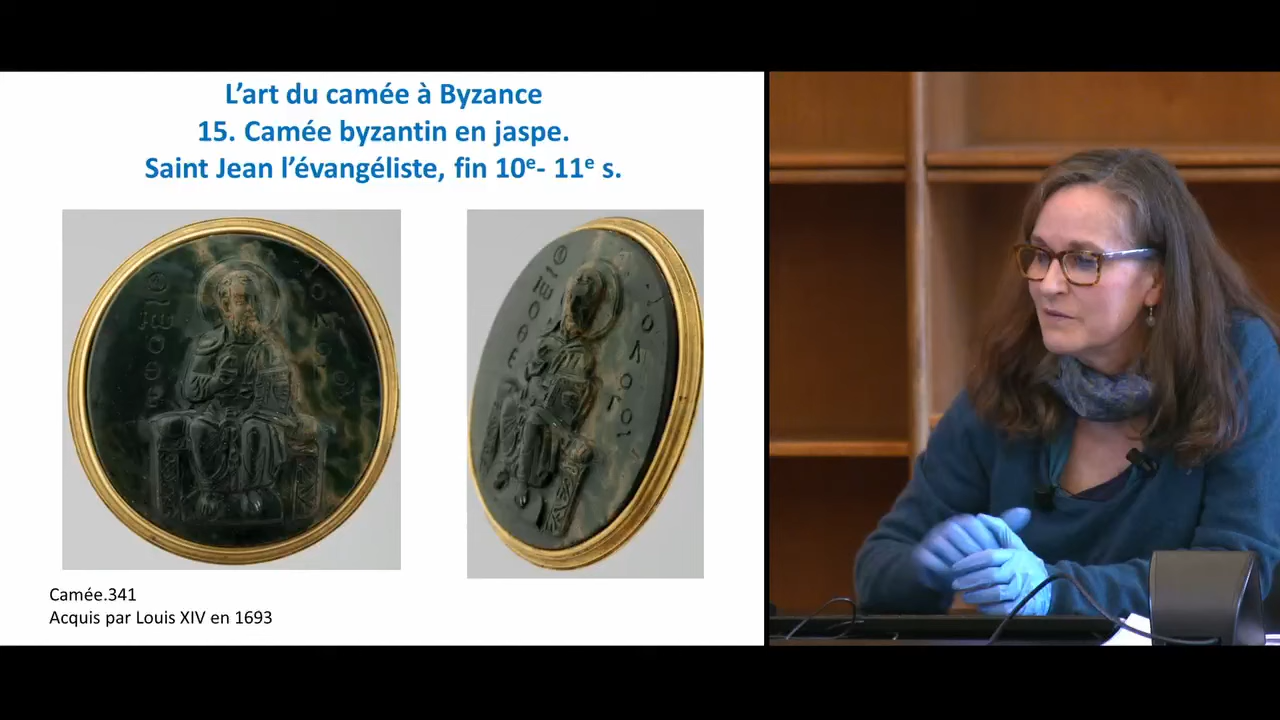 L'art du camée à Byzance
15. Camée byzantin en jaspe.
Saint Jean l'évangéliste, fin 10e- 11e s.
Camée.341
Acquis par Louis XIV en 1693